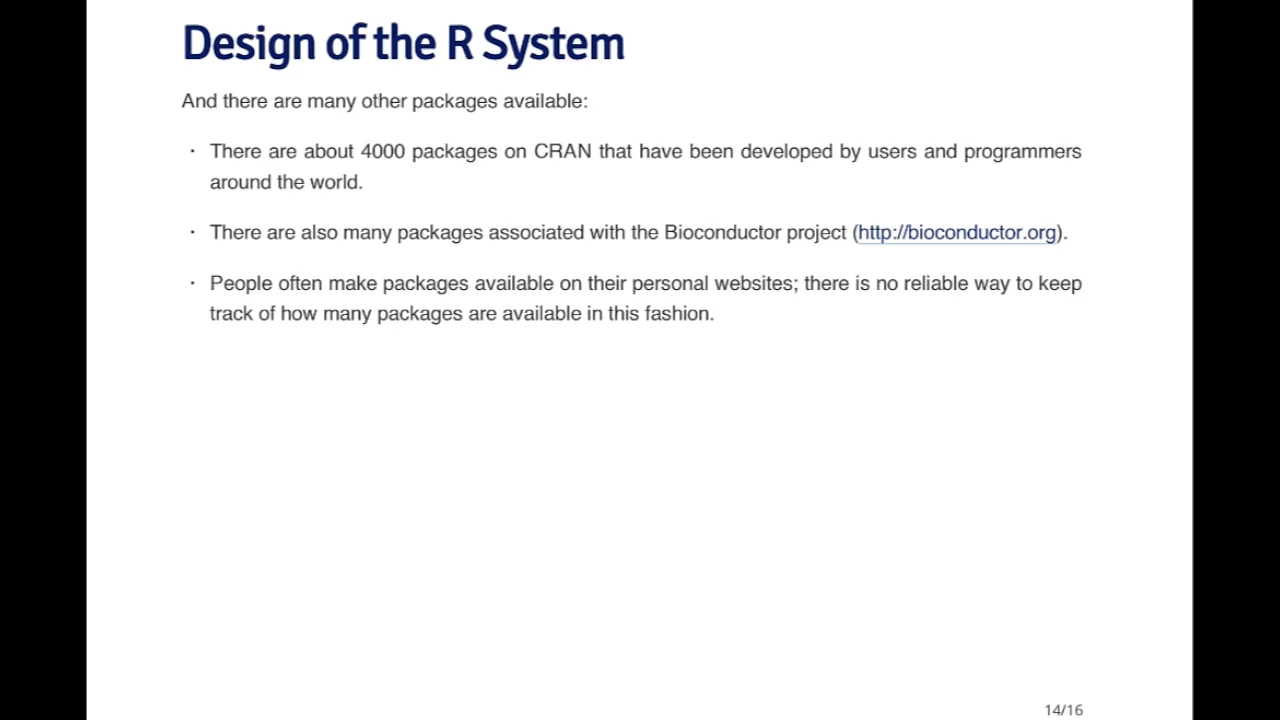 Design of the R System
And there are many other packages available:
· There are about 4000 packages on CRAN that have been developed by users and programmers
around the world.
· There are also many packages associated with the Bioconductor project (http://bioconductor.org).
· People often make packages available on their personal websites; there is no reliable way to keep
track of how many packages are available in this fashion.
14/16